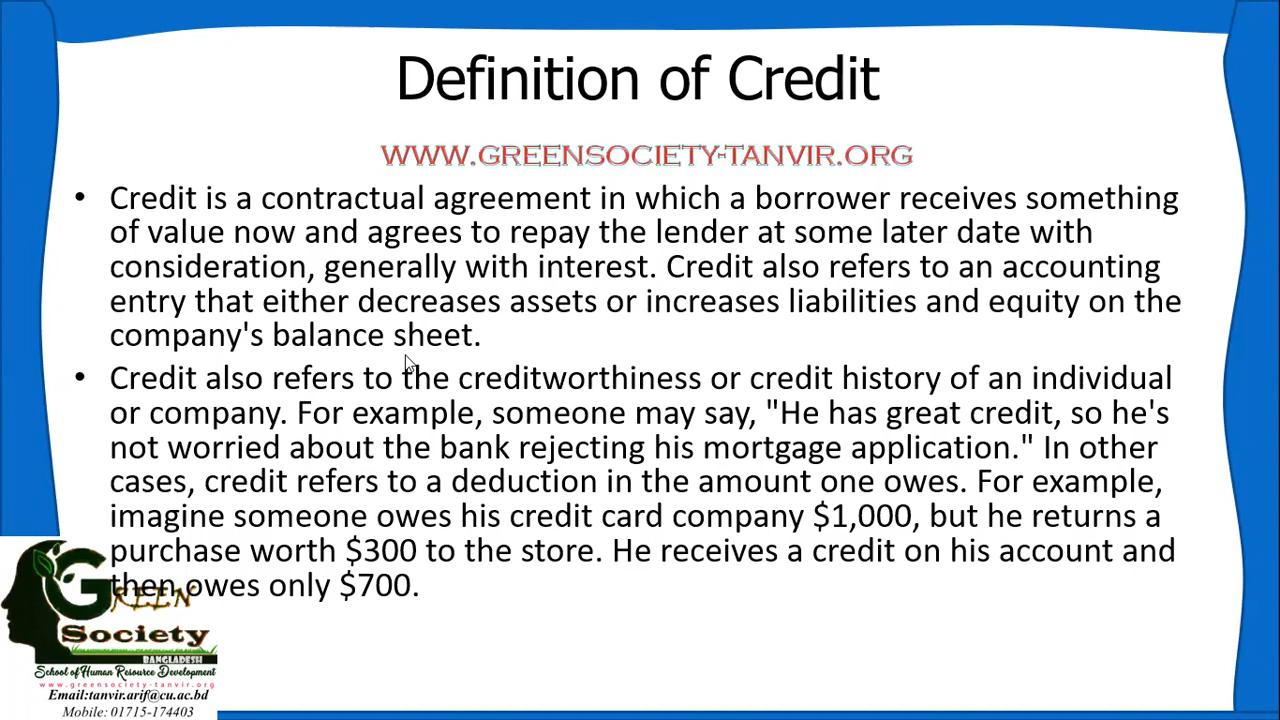 Definition of Credit
WWW.GREENSOCIETY-TANVIR.ORG
• Credit is a contractual agreement in which a borrower receives something
of value now and agrees to repay the lender at some later date with
consideration, generally with interest. Credit also refers to an accounting
entry that either decreases assets or increases liabilities and equity on the
company's balance sheet.
• Credit also refers to the creditworthiness or credit history of an individual
or company. For example, someone may say, "He has great credit, so he's
not worried about the bank rejecting his mortgage application." In other
cases, credit refers to a deduction in the amount one owes. For example,
imagine someone owes his credit card company $1,000, but he returns a
purchase worth $300 to the store. He receives a credit on his account and
then owes only $700.
GREEN
Society
BANGLADESH
School of Human Resource Development
www.greensociety-tanvir.org
Email:tanvir.arif@cu.ac.bd
Mobile: 01715-174403